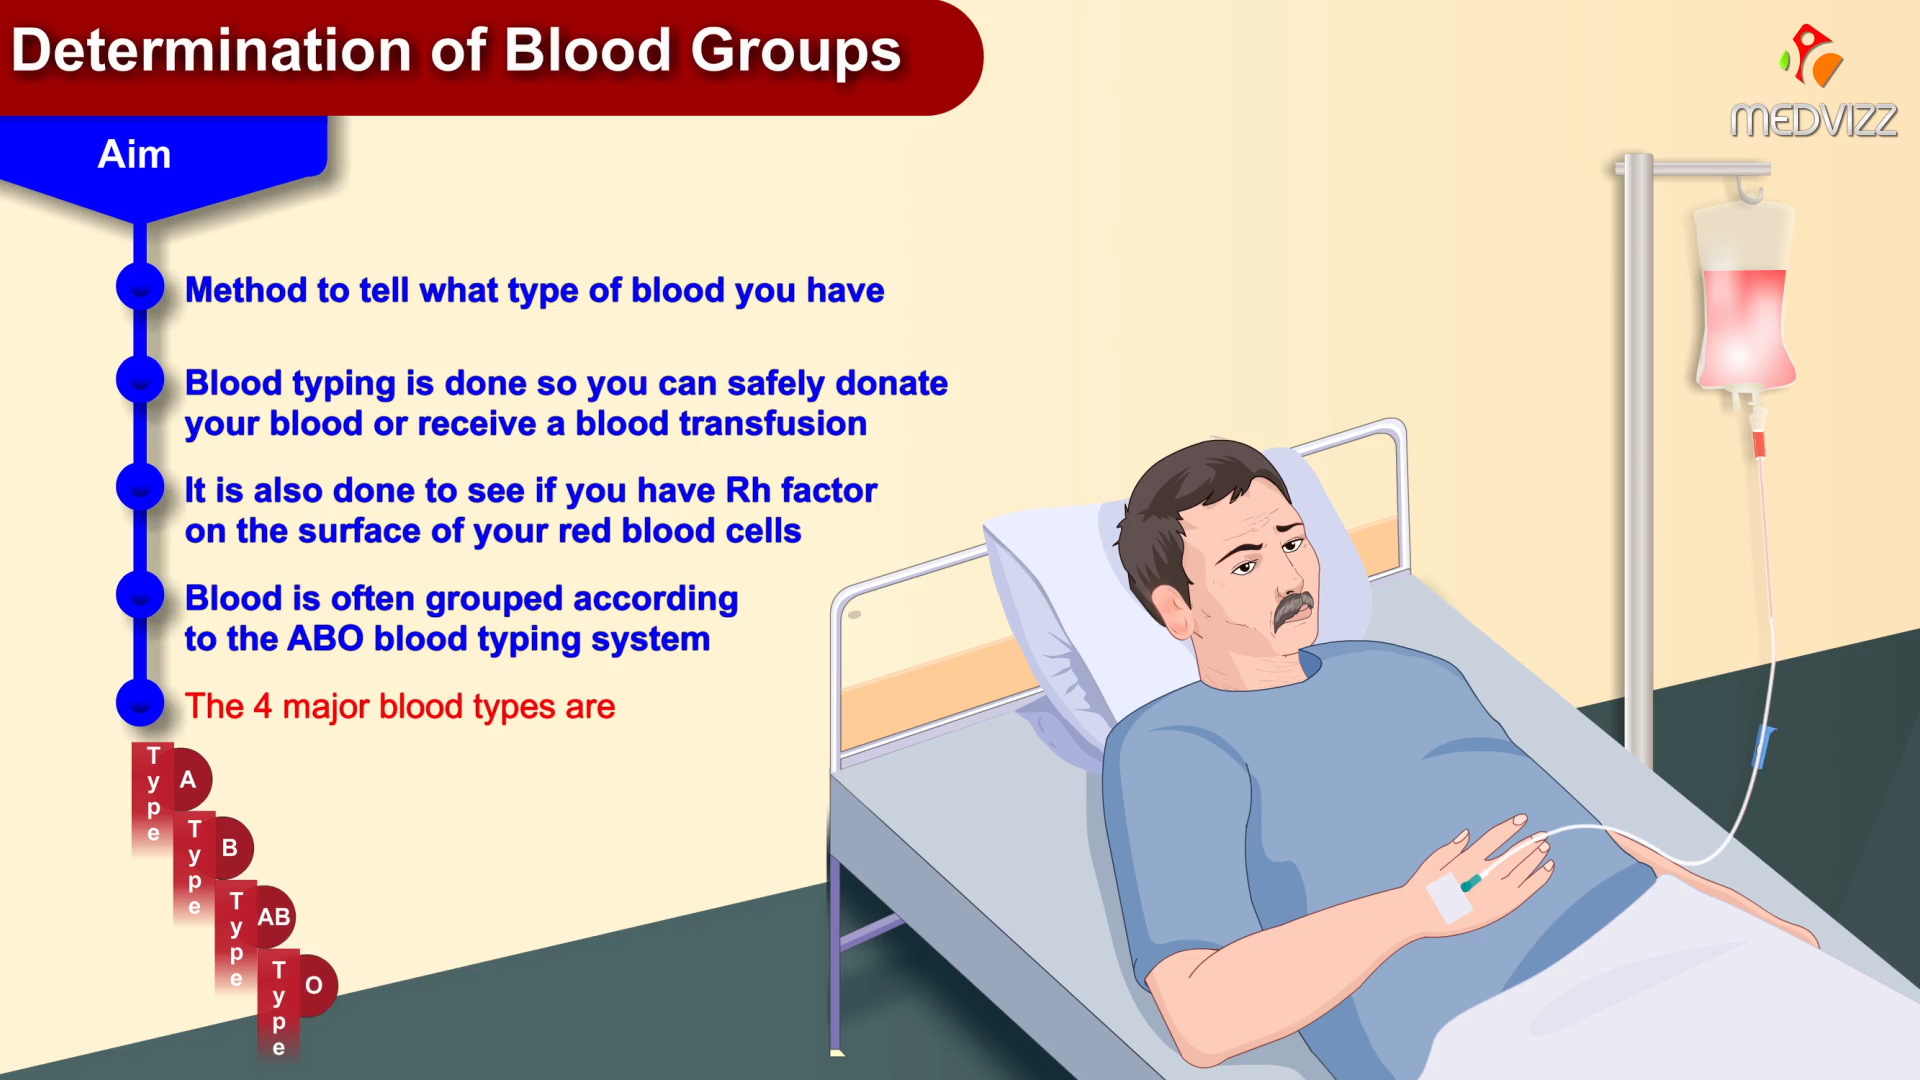 Determination of Blood Groups
MEDVIZZ
Aim
Method to tell what type of blood you have
Blood typing is done so you can safely donate
your blood or receive a blood transfusion
It is also done to see if you have Rh factor
on the surface of your red blood cells
Blood is often grouped according
to the ABO blood typing system
The 4 major blood types are
Type A
Type B
Type AB
Type O